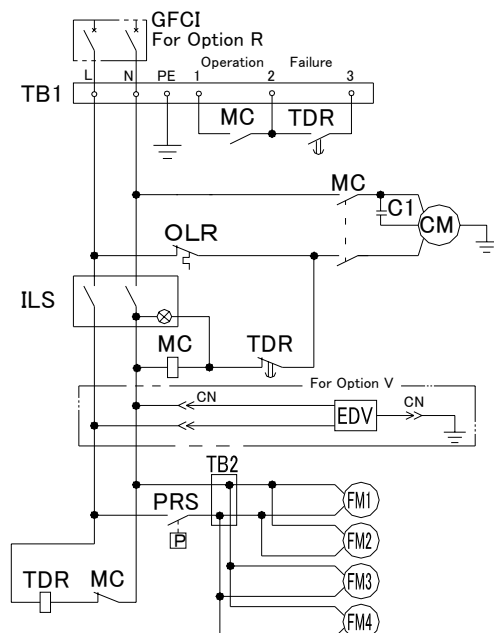 GFCI
For Option R
L N PE 1 Operation 2 Failure 3
TB1
MC TDR
MC
C1
CM
OLR
ILS
MC TDR
For Option V
CN
EDV
CN
TB2
PRS
P
FM1
FM2
FM3
FM4
TDR MC